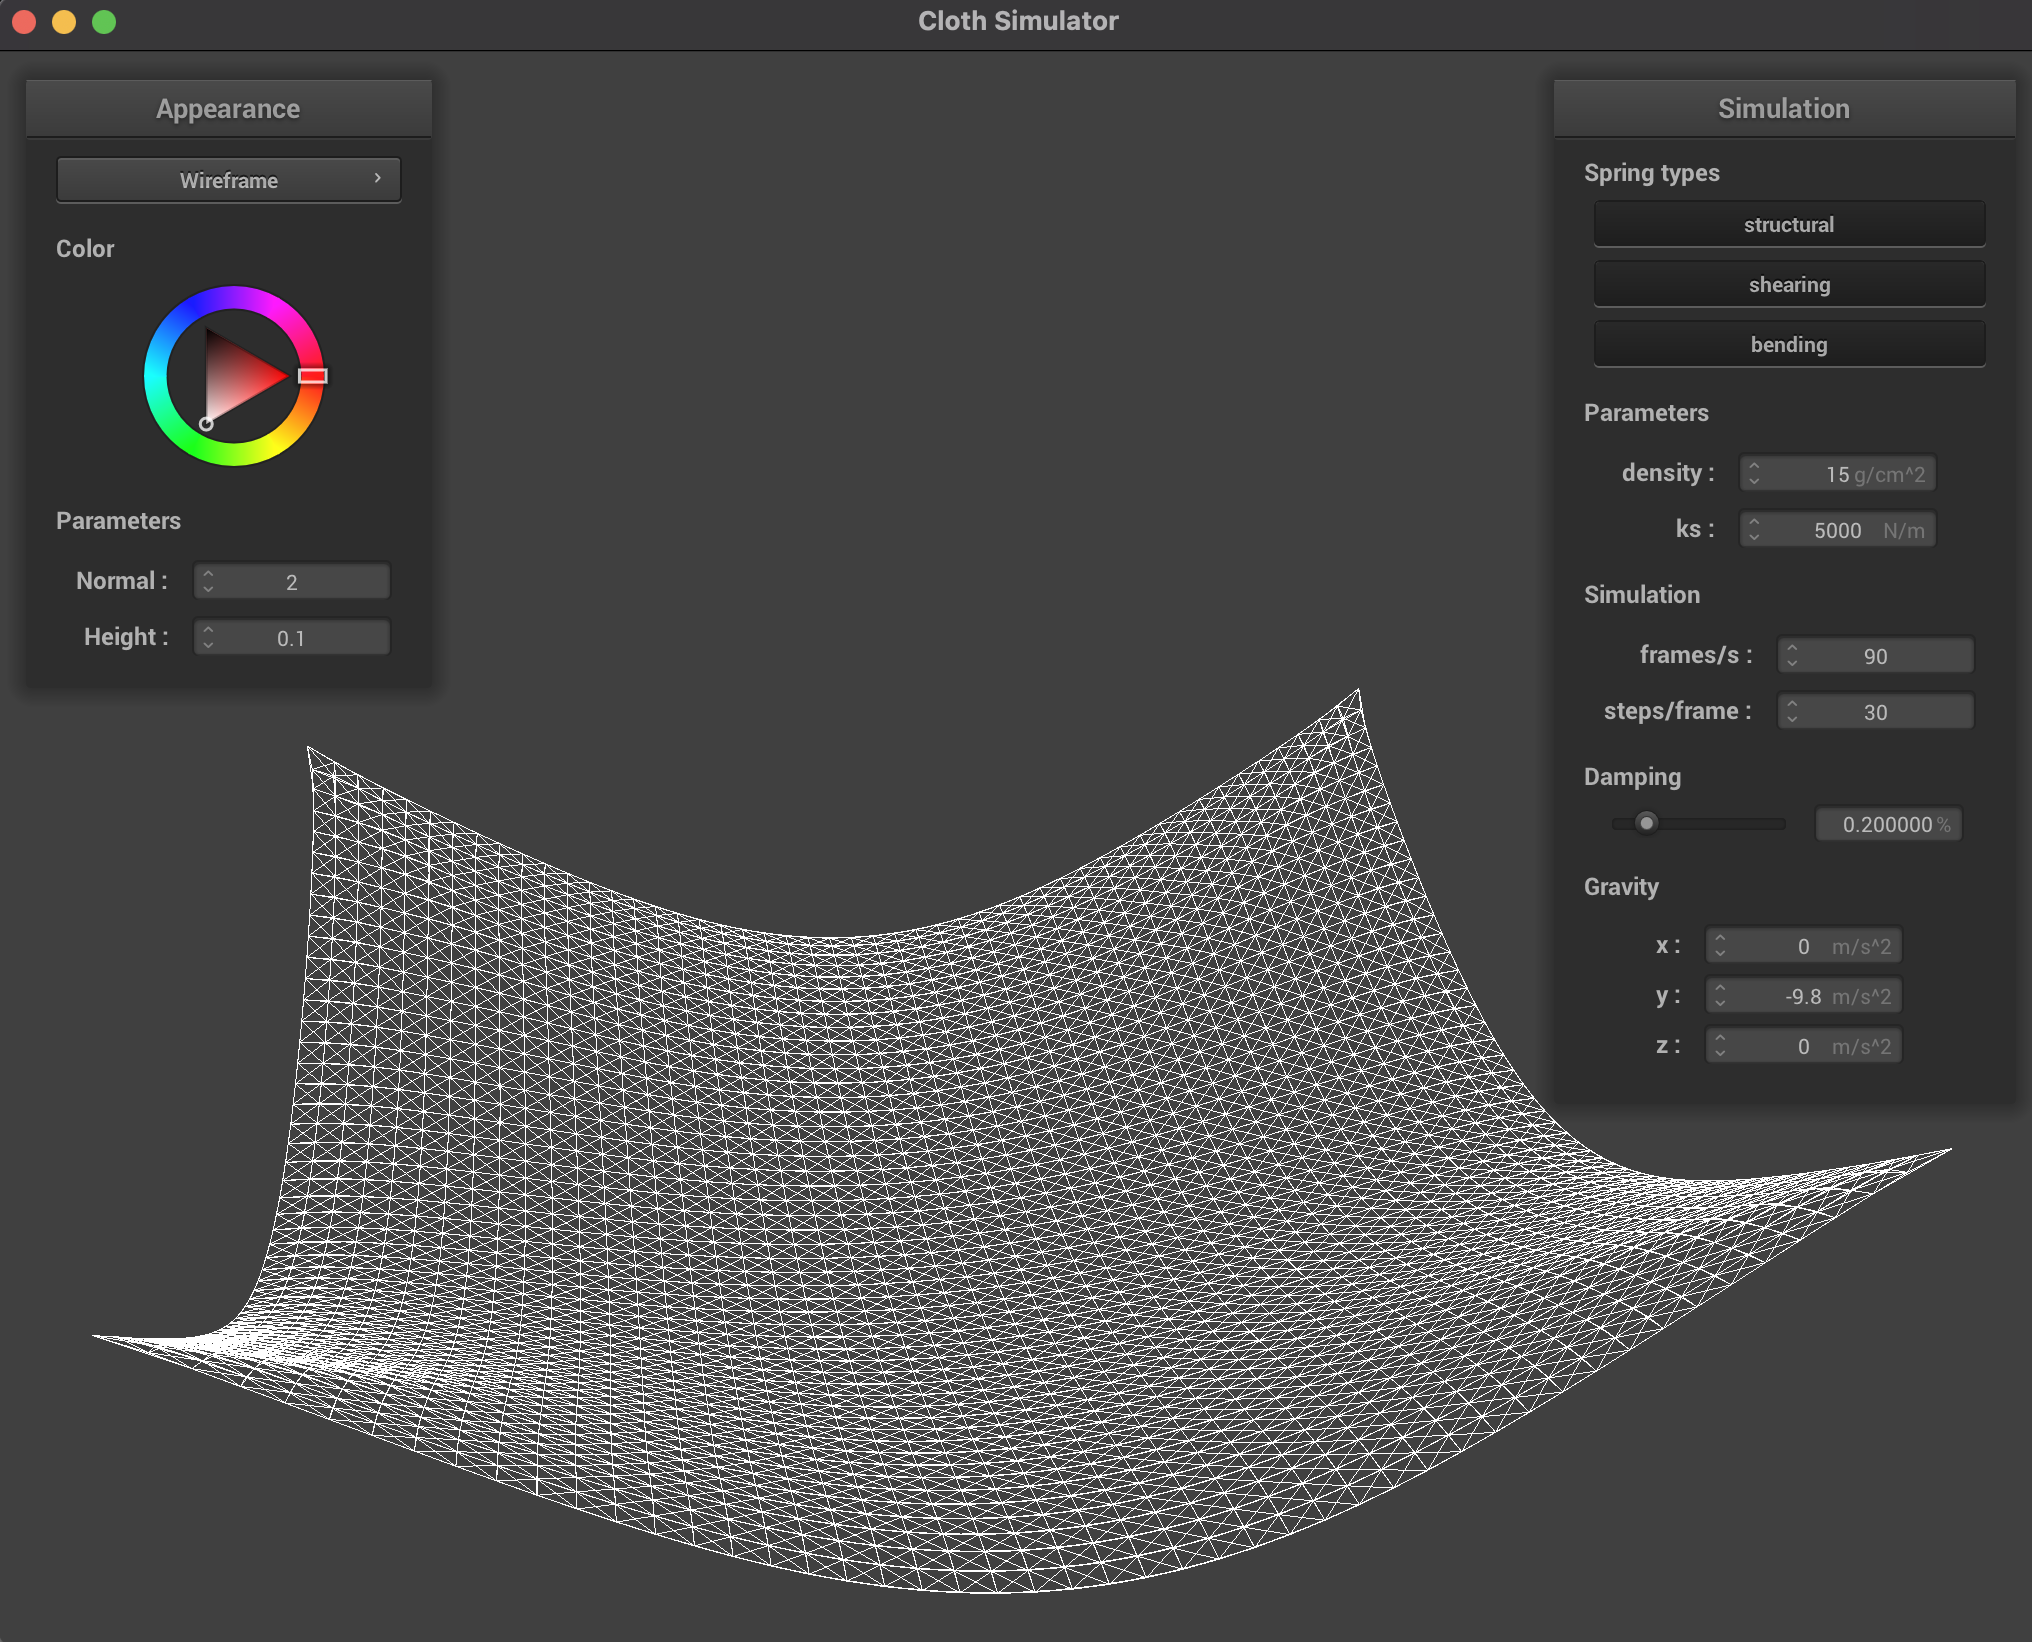 Cloth Simulator
Appearance
Wireframe
Color
Parameters
Normal : 2
Height : 0.1
Simulation
Spring types
structural
shearing
bending
Parameters
density : 15 g/cm^2
ks : 5000 N/m
Simulation
frames/s : 90
steps/frame : 30
Damping
0.200000 %
Gravity
x : 0 m/s^2
y : -9.8 m/s^2
z : 0 m/s^2